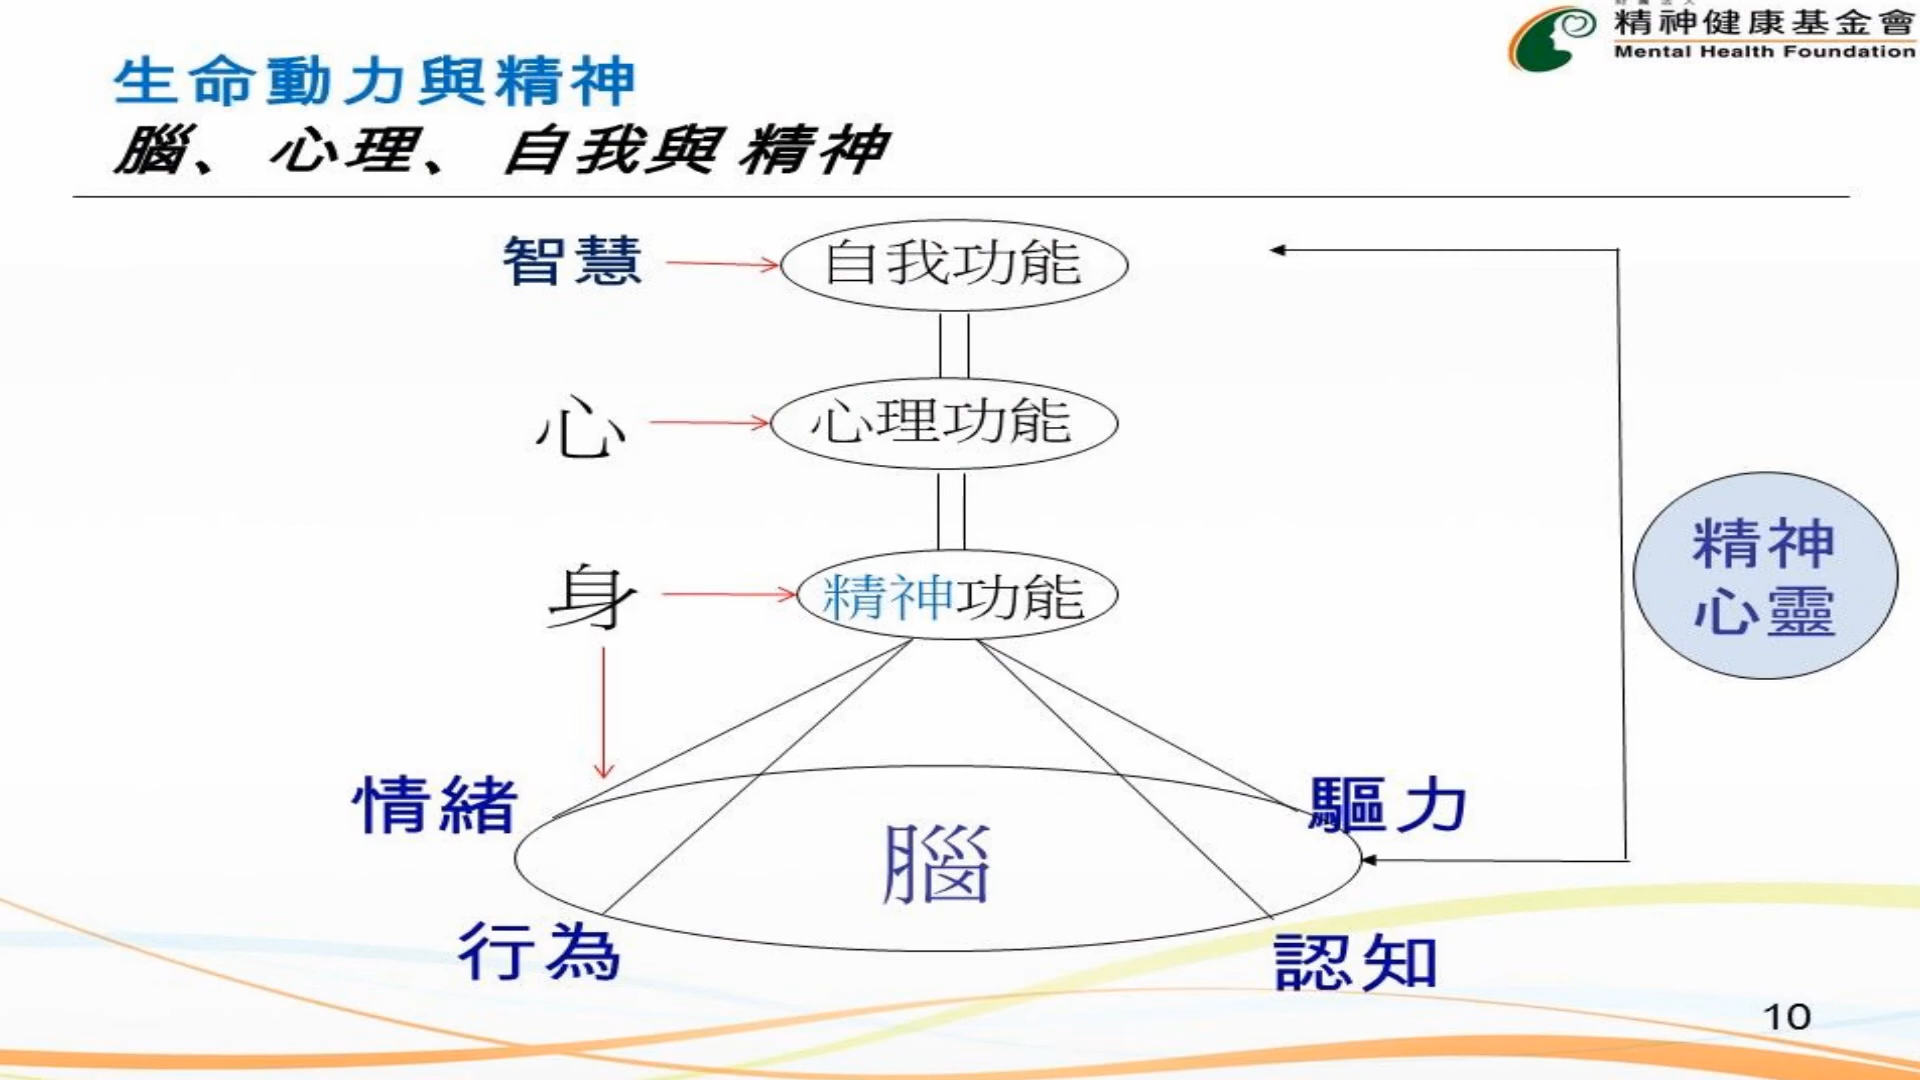 精神健康基金會
Mental Health Foundation
生命動力與精神
腦、心理、自我與精神
智慧
自我功能
心
心理功能
身
精神功能
精神
心靈
情緒
驅力
腦
行為
認知
10